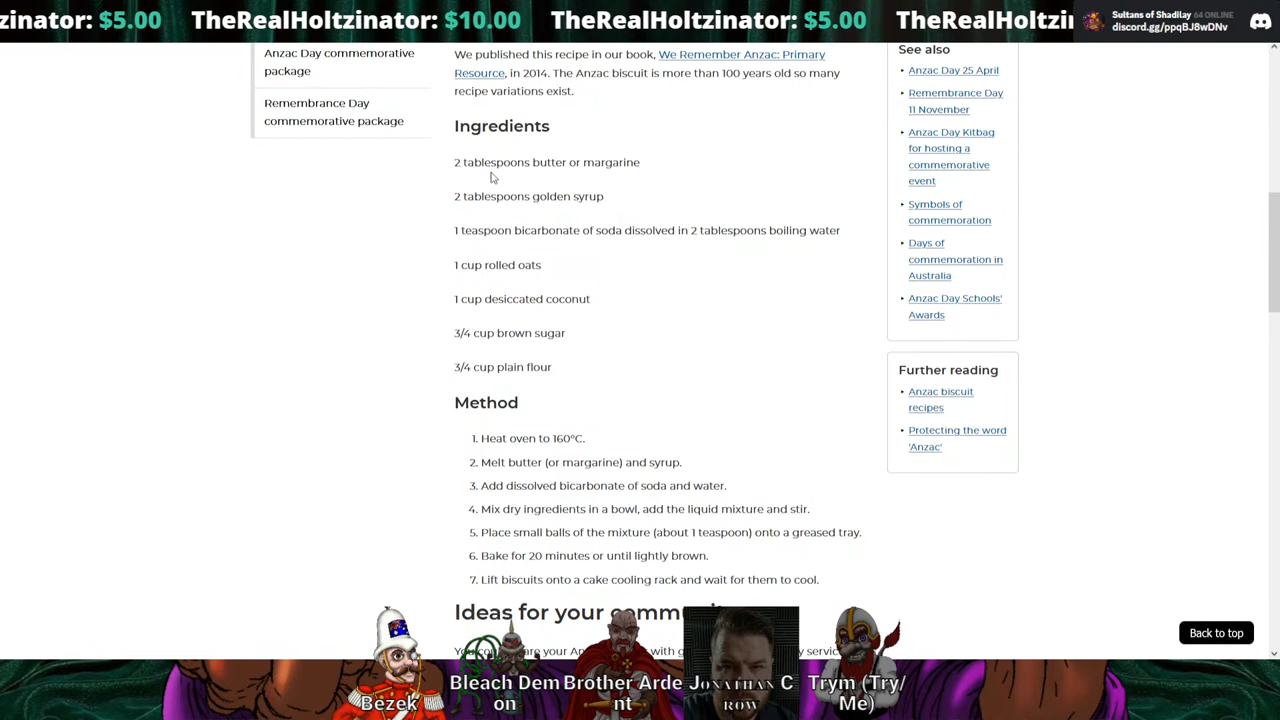 TheRealHoltzinator: $5.00 TheRealHoltzinator: $10.00 TheRealHoltzinator: $5.00 TheRealHoltzi
Sultans of Shadilay 64 ONLINE
discord.gg/ppqBJ8wDNv
Anzac Day commemorative
package
Remembrance Day
commemorative package
We published this recipe in our book, We Remember Anzac: Primary
Resource, in 2014. The Anzac biscuit is more than 100 years old so many
recipe variations exist.
Ingredients
2 tablespoons butter or margarine
2 tablespoons golden syrup
1 teaspoon bicarbonate of soda dissolved in 2 tablespoons boiling water
1 cup rolled oats
1 cup desiccated coconut
3/4 cup brown sugar
3/4 cup plain flour
Method
1. Heat oven to 160°C.
2. Melt butter (or margarine) and syrup.
3. Add dissolved bicarbonate of soda and water.
4. Mix dry ingredients in a bowl, add the liquid mixture and stir.
5. Place small balls of the mixture (about 1 teaspoon) onto a greased tray.
6. Bake for 20 minutes or until lightly brown.
7. Lift biscuits onto a cake cooling rack and wait for them to cool.
Ideas for your
See also
Anzac Day 25 April
Remembrance Day
11 November
Anzac Day Kitbag
for hosting a
commemorative
event
Symbols of
commemoration
Days of
commemoration in
Australia
Anzac Day Schools'
Awards
Further reading
Anzac biscuit
recipes
Protecting the word
'Anzac'
Back to top
Bezek
Bleach Dem
on
Brother Arde
nt
Jonathan C
row
Trym (Try/
Me)